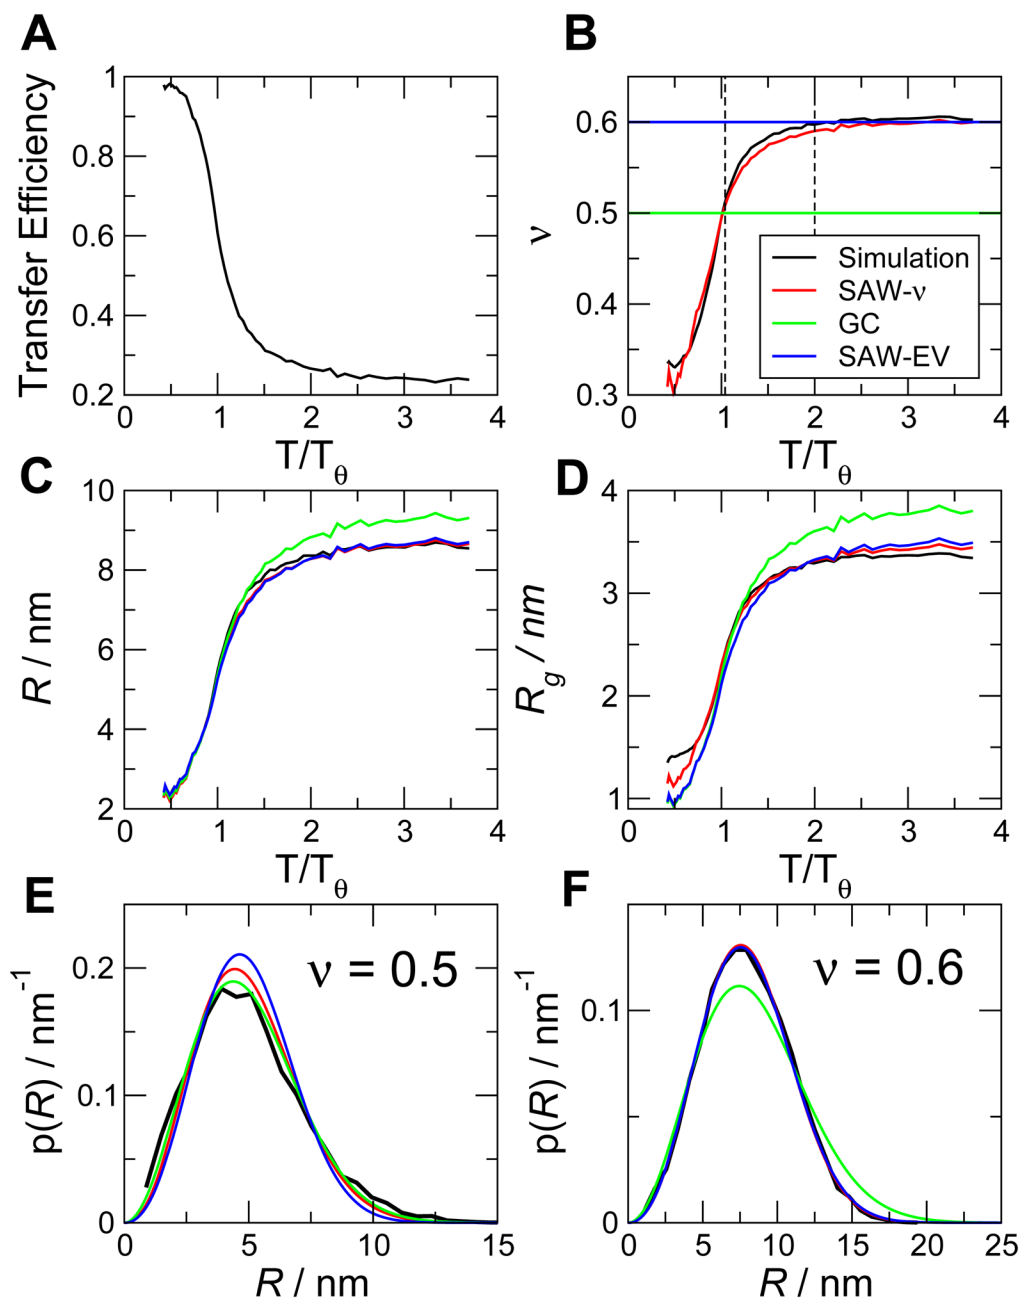 A
Transfer Efficiency
1
0.8
0.6
0.4
0.2
0 1 2 3 4
T/Tθ
B
ν
0.6
0.5
0.4
0.3
Simulation
SAW-ν
GC
SAW-EV
0 1 2 3 4
T/Tθ
C
R / nm
10
8
6
4
2
0 1 2 3 4
T/Tθ
D
Rg / nm
4
3
2
1
0 1 2 3 4
T/Tθ
E
p(R) / nm-1
0.2
0.1
0
ν = 0.5
0 5 10 15
R / nm
F
p(R) / nm-1
0.1
0
ν = 0.6
0 5 10 15 20 25
R / nm